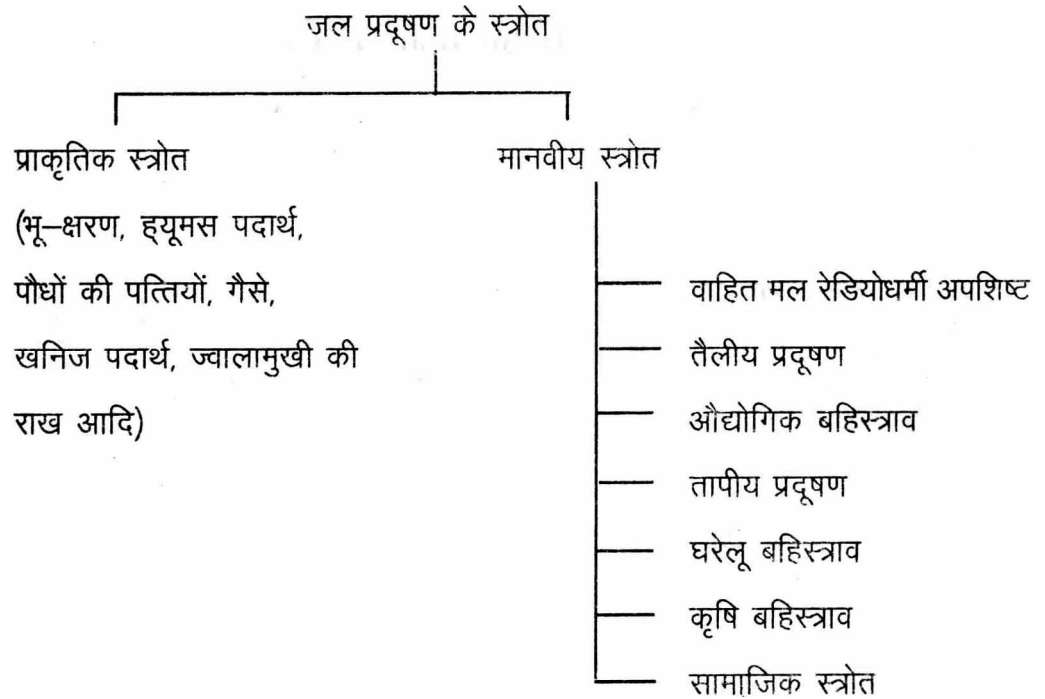 जल प्रदूषण के स्त्रोत
प्राकृतिक स्त्रोत
(भू–क्षरण, ह्यूमस पदार्थ,
पौधों की पत्तियों, गैसे,
खनिज पदार्थ, ज्वालामुखी की
राख आदि)
मानवीय स्त्रोत
वाहित मल रेडियोधर्मी अपशिष्ट
तैलीय प्रदूषण
औद्योगिक बहिस्त्राव
तापीय प्रदूषण
घरेलू बहिस्त्राव
कृषि बहिस्त्राव
सामाजिक स्त्रोत